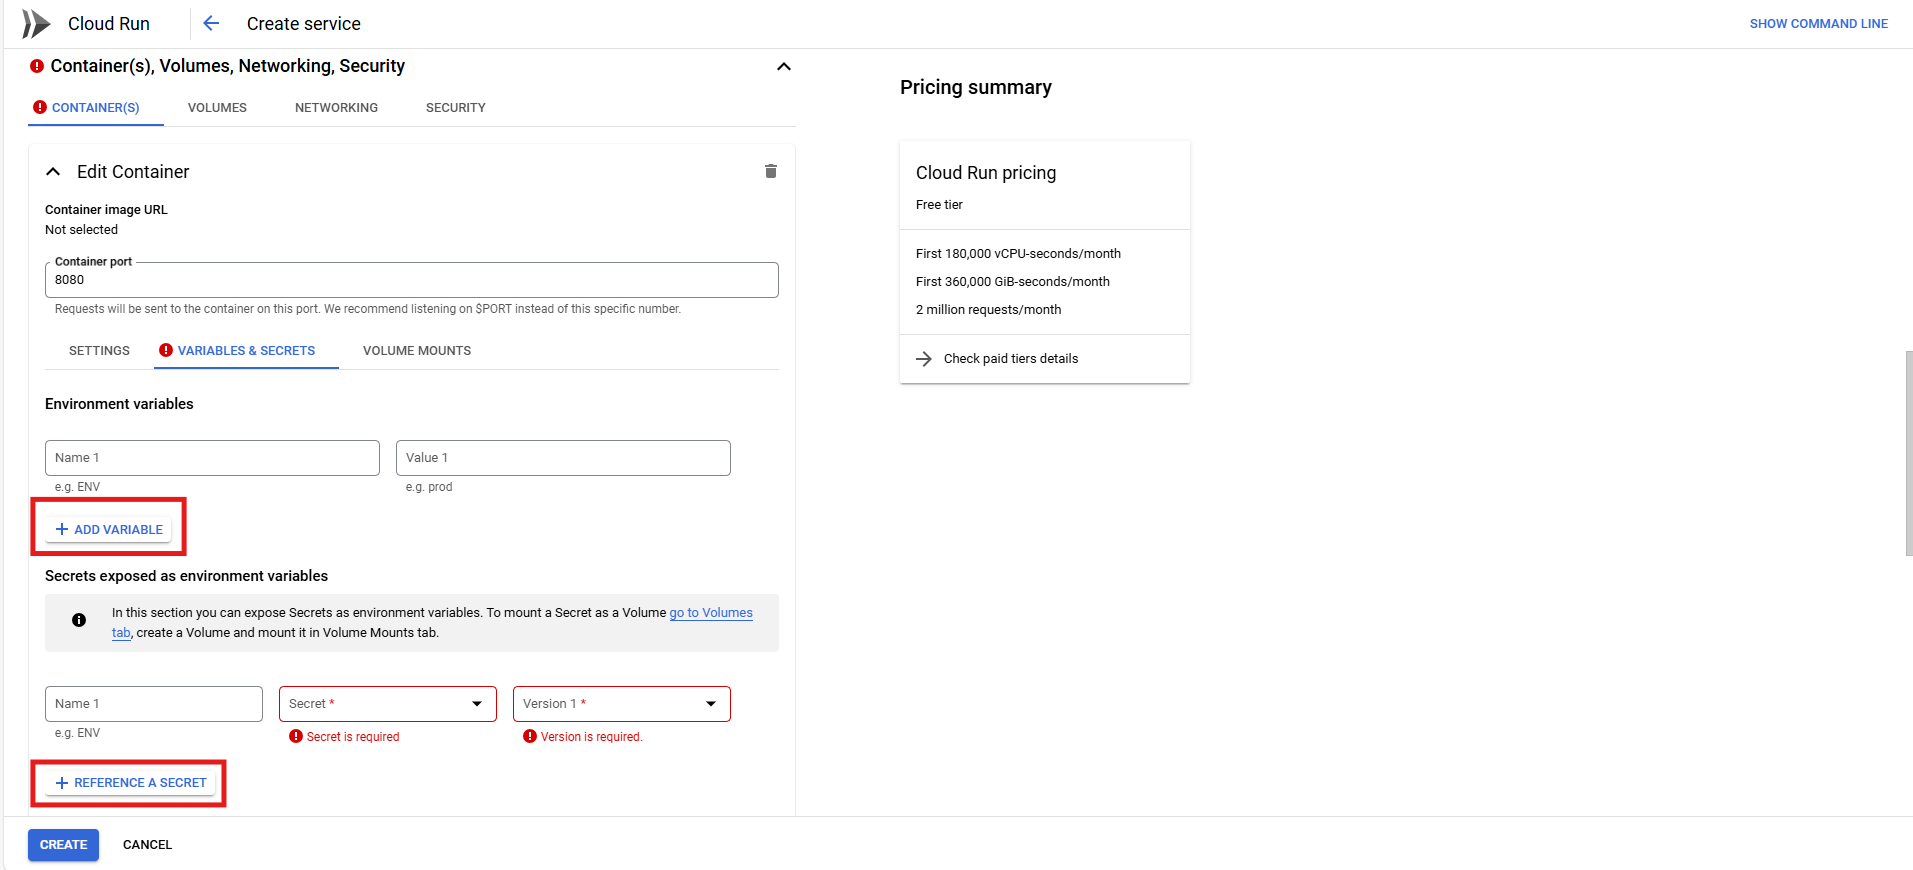 Cloud Run
Create service
SHOW COMMAND LINE
Container(s), Volumes, Networking, Security
CONTAINER(S)
VOLUMES
NETWORKING
SECURITY
Edit Container
Container image URL
Not selected
Container port
8080
Requests will be sent to the container on this port. We recommend listening on $PORT instead of this specific number.
SETTINGS
VARIABLES & SECRETS
VOLUME MOUNTS
Environment variables
Name 1
Value 1
e.g. ENV
e.g. prod
ADD VARIABLE
Secrets exposed as environment variables
In this section you can expose Secrets as environment variables. To mount a Secret as a Volume go to Volumes
tab, create a Volume and mount it in Volume Mounts tab.
Name 1
Secret *
Version 1 *
e.g. ENV
Secret is required
Version is required.
REFERENCE A SECRET
CREATE
CANCEL
Pricing summary
Cloud Run pricing
Free tier
First 180,000 vCPU-seconds/month
First 360,000 GiB-seconds/month
2 million requests/month
Check paid tiers details